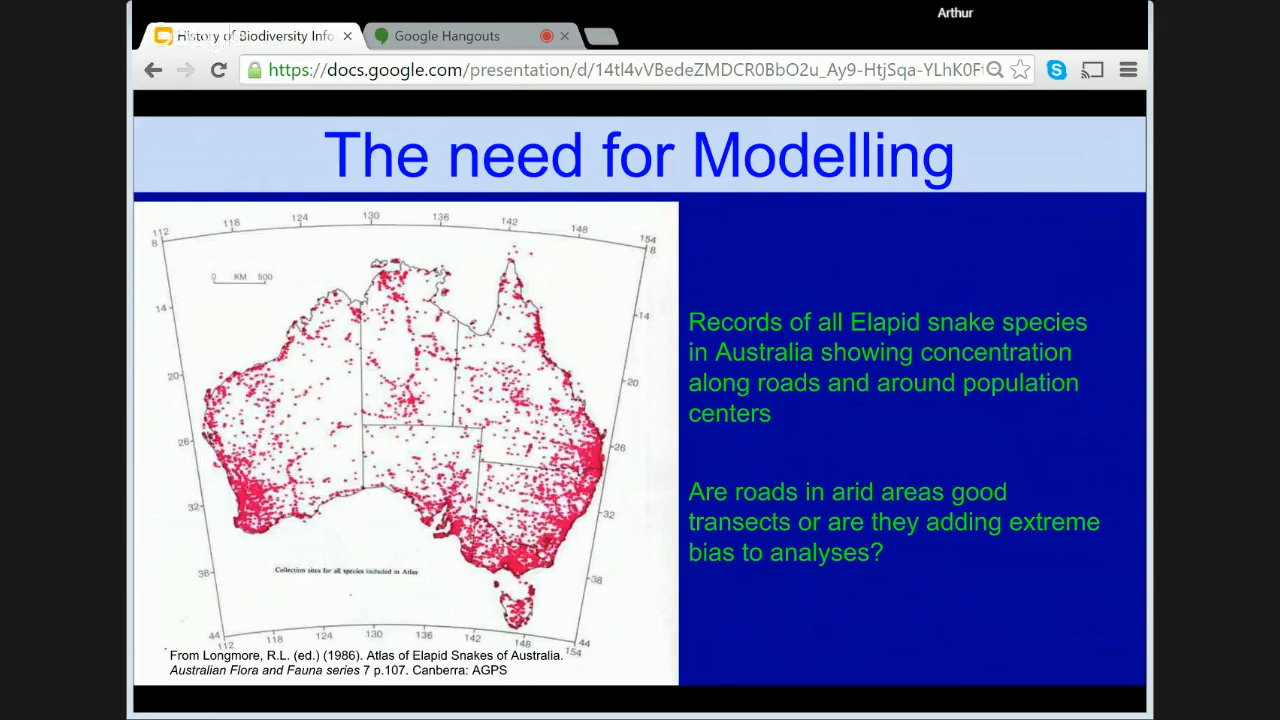 Arthur
History of Biodiversity Info
Google Hangouts
https://docs.google.com/presentation/d/14tl4vVBedeZMDCR0BbO2u_Ay9-HtjSqa-YLhK0F
The need for Modelling
112 118 124 130 136 142 148 154
8 8
0 KM 500
14 14
20 20
26 26
32 32
38 38
44 44
112 118 124 130 136 142 148 154
Collection sites for all species included in Atlas
From Longmore, R.L. (ed.) (1986). Atlas of Elapid Snakes of Australia.
Australian Flora and Fauna series 7 p.107. Canberra: AGPS
Records of all Elapid snake species
in Australia showing concentration
along roads and around population
centers
Are roads in arid areas good
transects or are they adding extreme
bias to analyses?